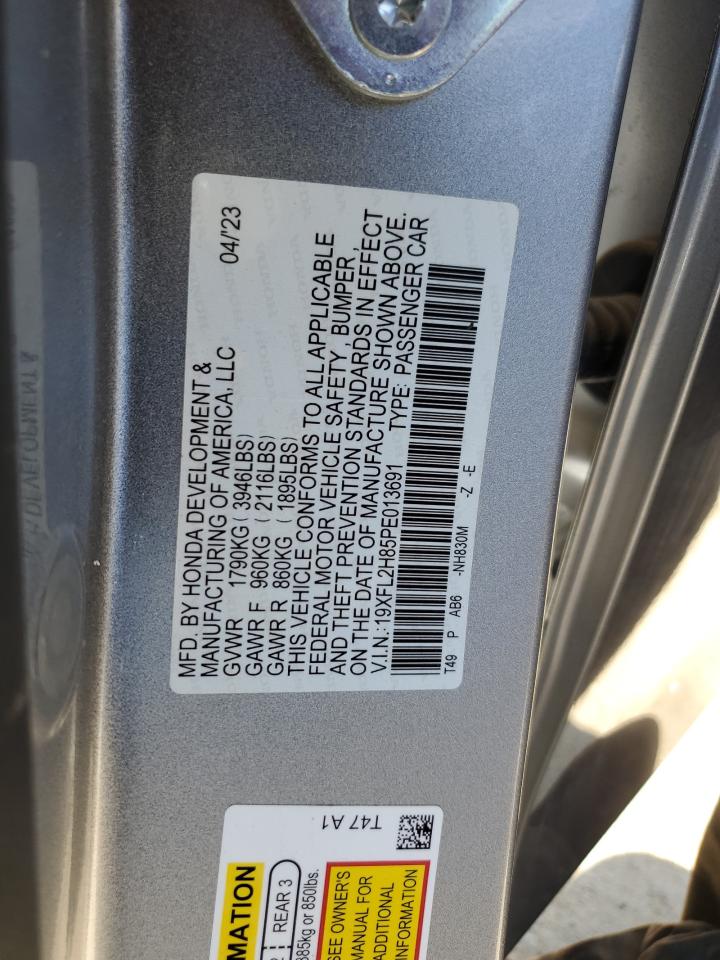 MFD. BY HONDA DEVELOPMENT & 04/'23
MANUFACTURING OF AMERICA, LLC
GVWR 1790KG(3946LBS)
GAWR F 960KG (2116LBS)
GAWR R 860KG (1895LBS)
THIS VEHICLE CONFORMS TO ALL APPLICABLE
FEDERAL MOTOR VEHICLE SAFETY, BUMPER,
AND THEFT PREVENTION STANDARDS IN EFFECT
ON THE DATE OF MANUFACTURE SHOWN ABOVE.
V.I.N.: 19XFL2H85PE013691 TYPE: PASSENGER CAR
T49 P AB6 -NH830M -Z -E
T47 A1
MATION
REAR 3
385kg or 850lbs.
SEE OWNER'S
MANUAL FOR
ADDITIONAL
INFORMATION